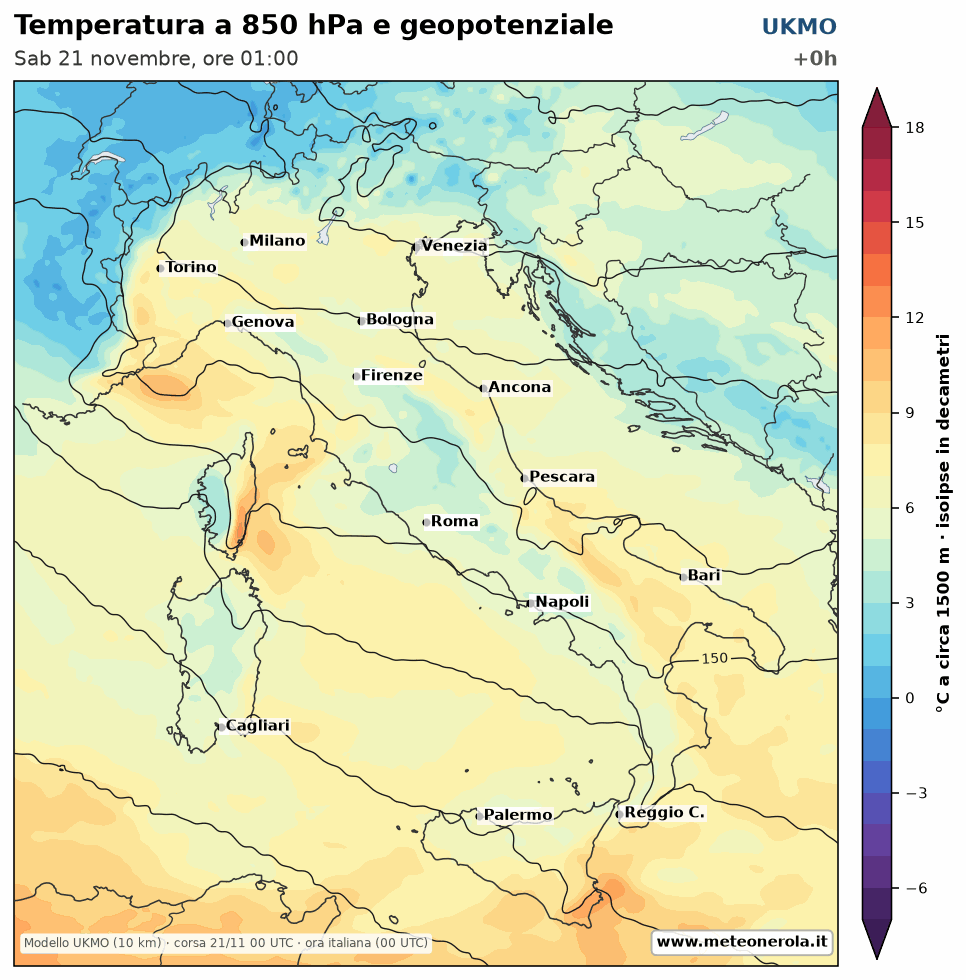 Temperatura a 850 hPa e geopotenziale
UKMO
Sab 21 novembre, ore 01:00
+0h
Milano
Venezia
Torino
Genova
Bologna
Firenze
Ancona
Pescara
Roma
Bari
Napoli
150
Cagliari
Palermo
Reggio C.
18
15
12
9
6
3
0
−3
−6
°C a circa 1500 m · isoipse in decametri
Modello UKMO (10 km) · corsa 21/11 00 UTC · ora italiana (00 UTC)
www.meteonerola.it